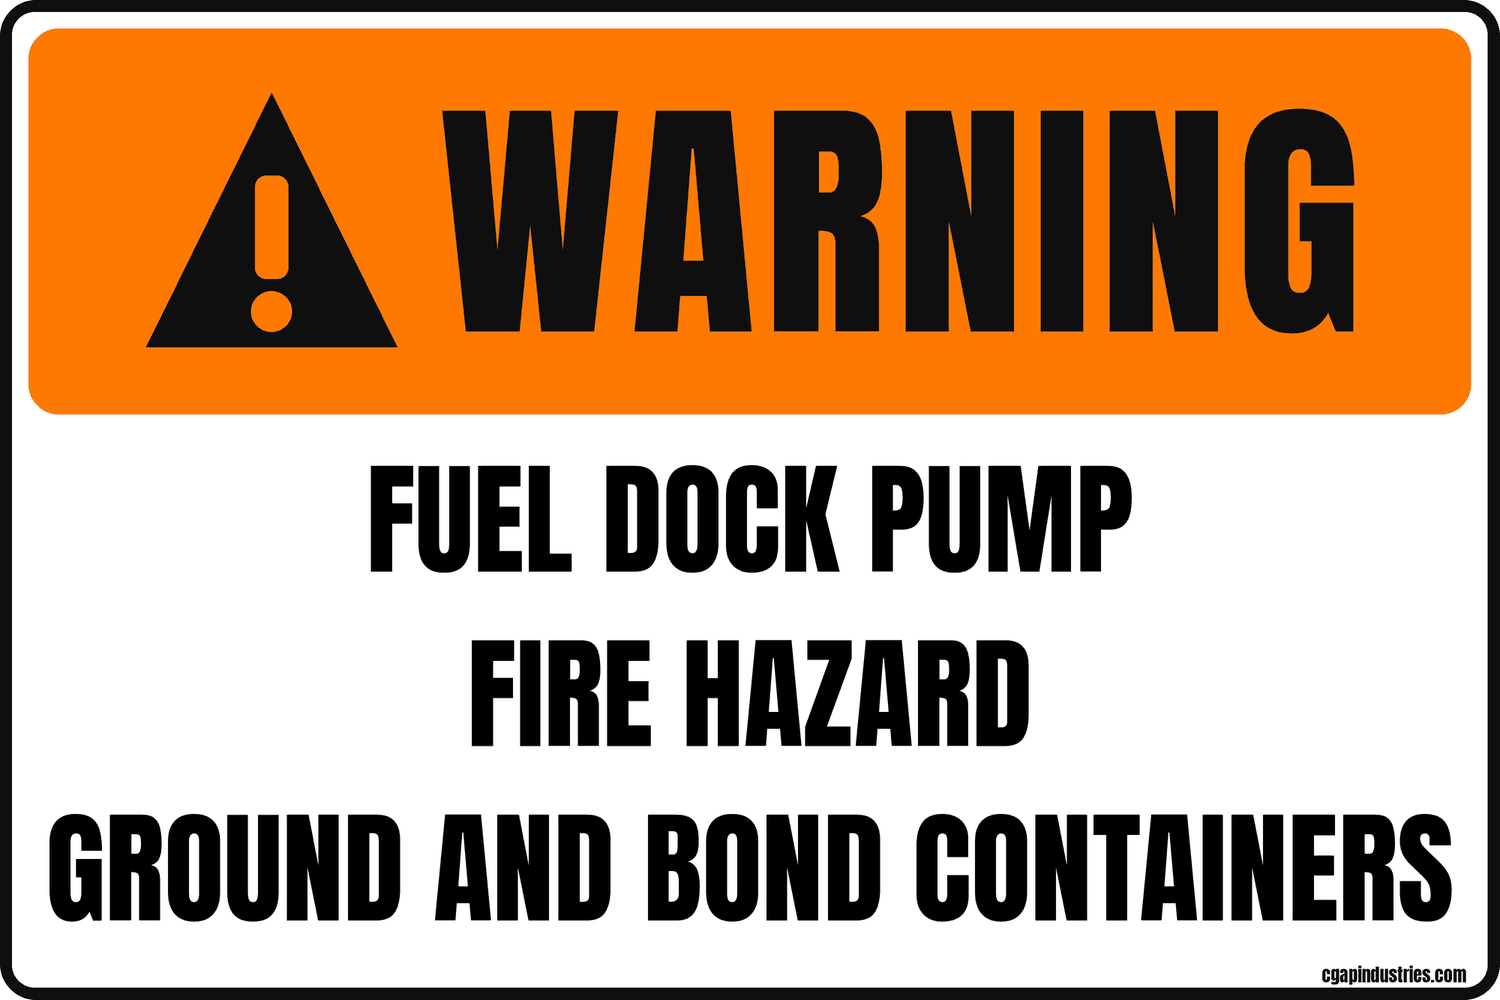 WARNING
FUEL DOCK PUMP
FIRE HAZARD
GROUND AND BOND CONTAINERS
cgapindustries.com